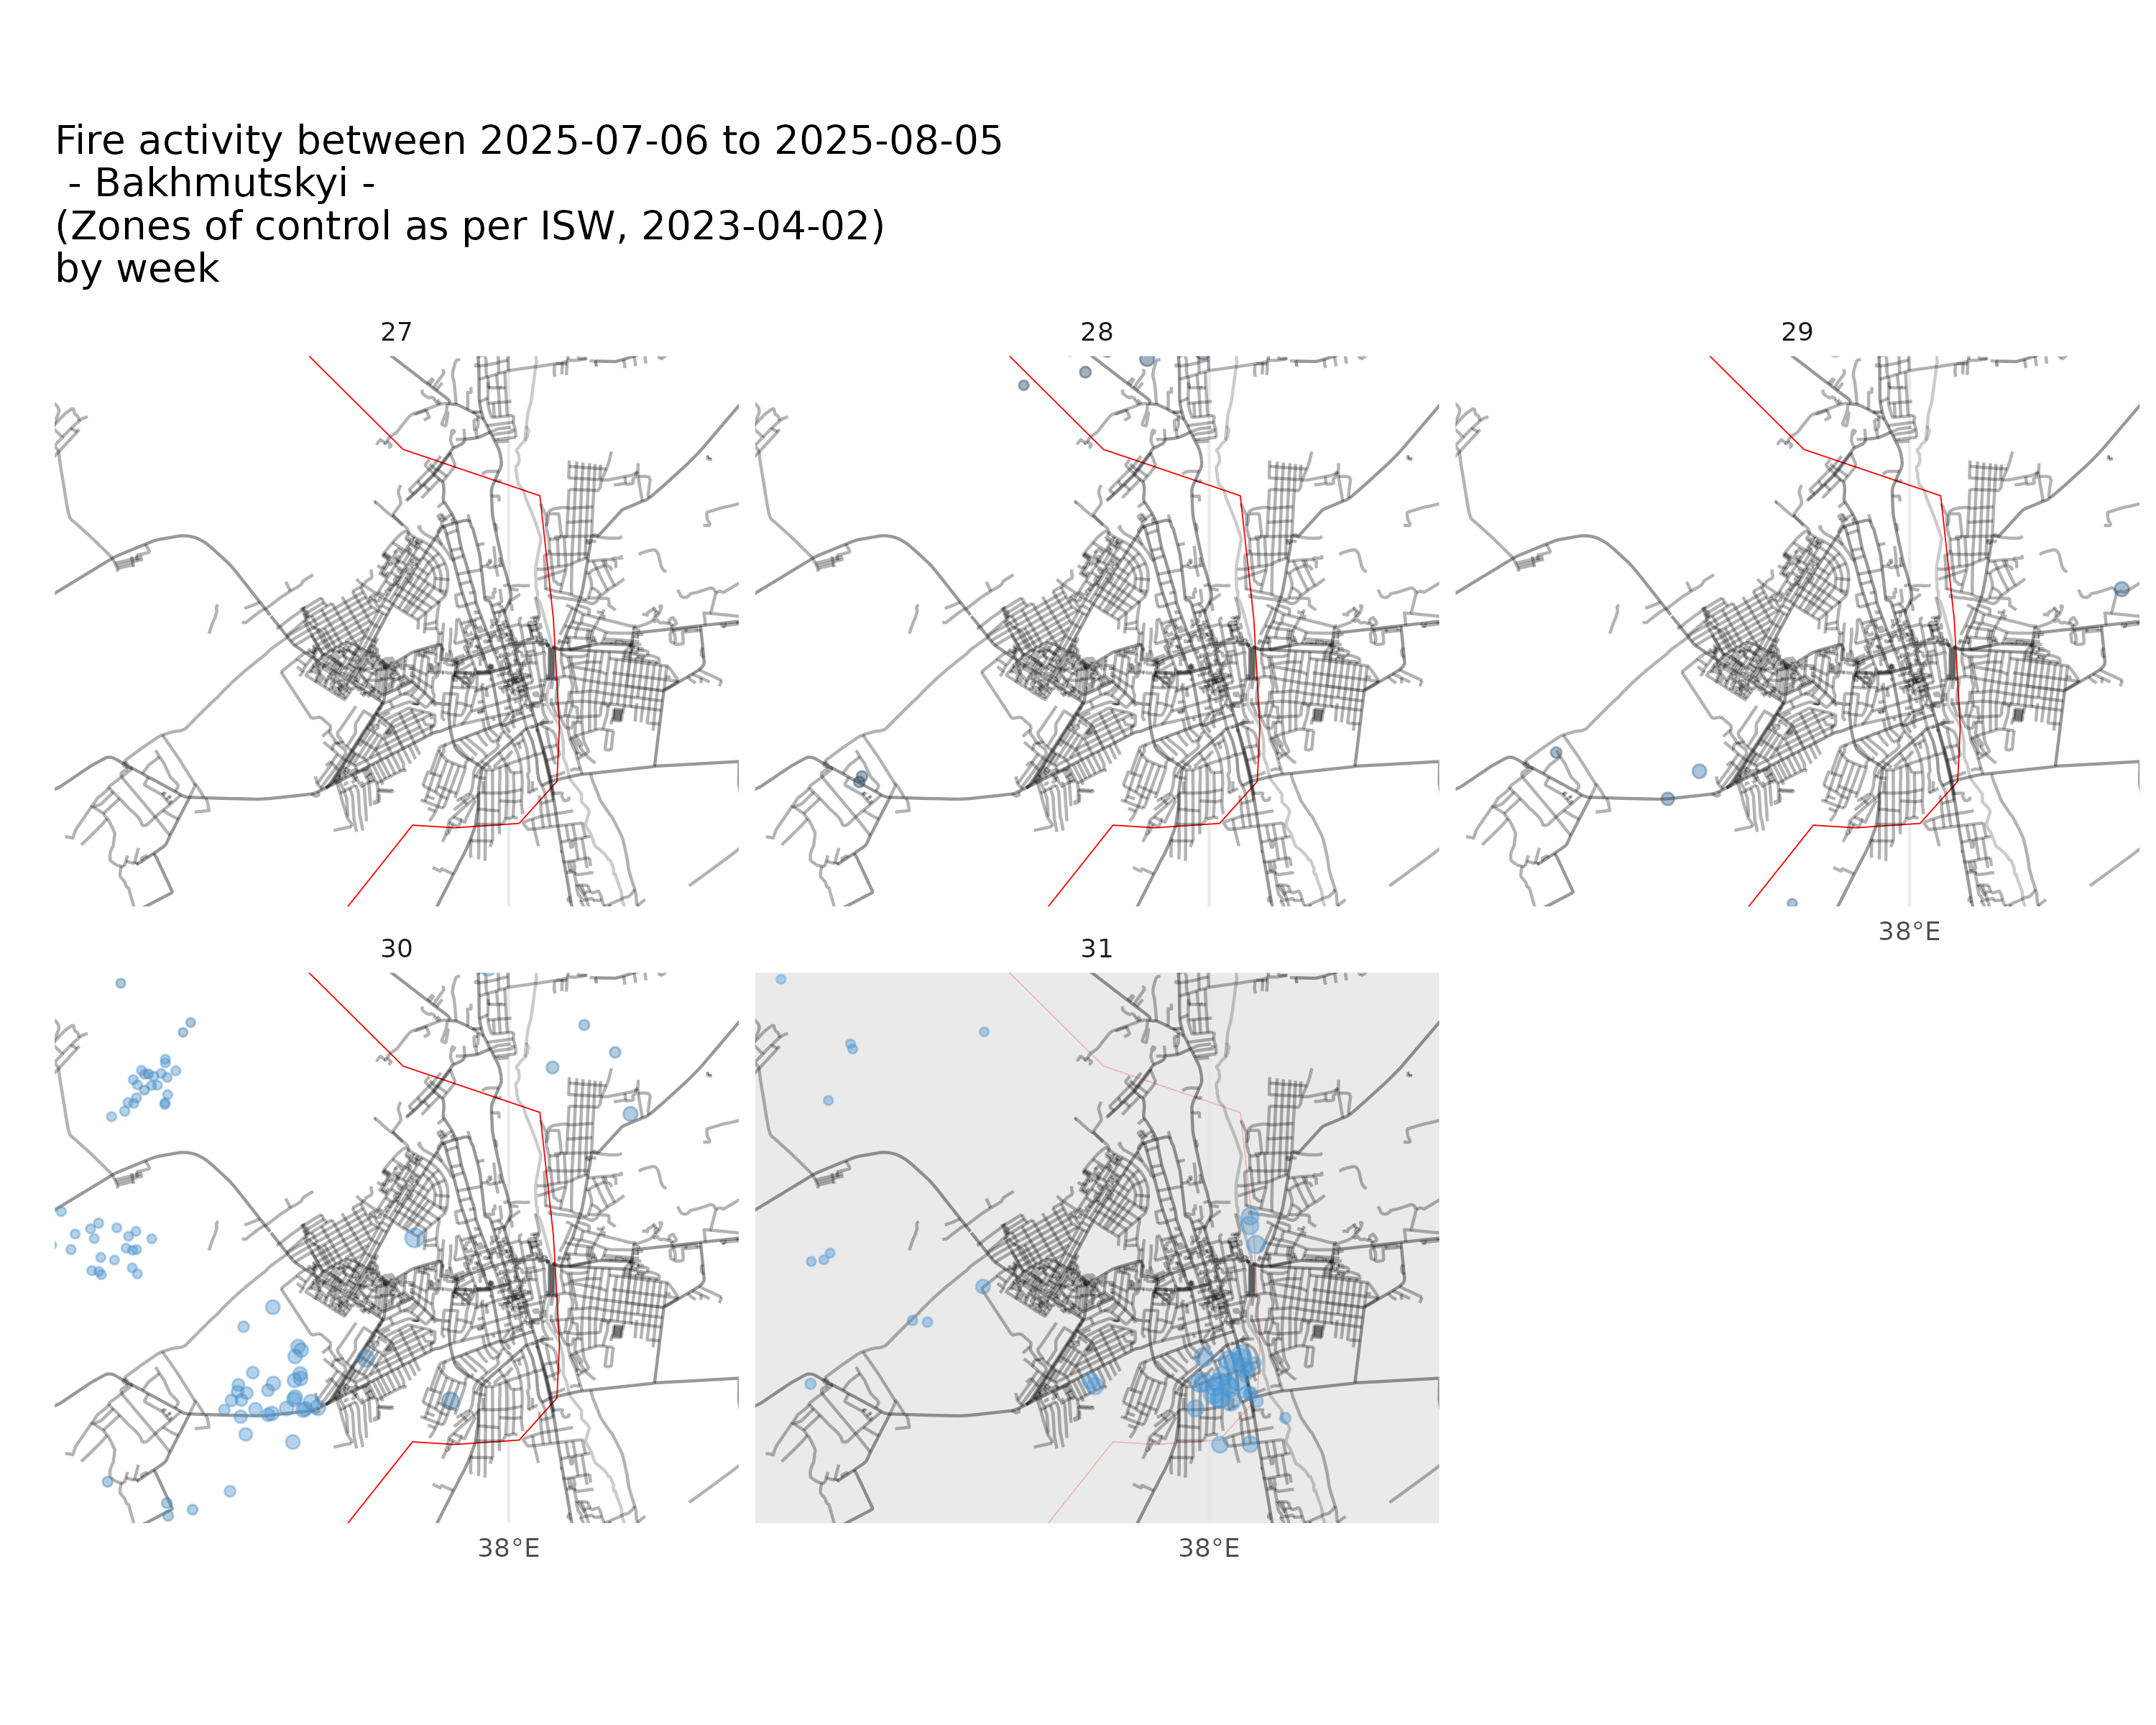 Fire activity between 2025-07-06 to 2025-08-05
- Bakhmutskyi -
(Zones of control as per ISW, 2023-04-02)
by week
27
28
29
38°E
30
31
38°E
38°E